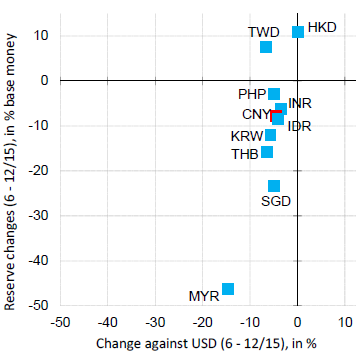 Reserve changes (6 - 12/15), in % base money
10
0
-10
-20
-30
-40
-50
TWD
HKD
PHP
INR
CNY
IDR
KRW
THB
SGD
MYR
-50 -40 -30 -20 -10 0 10
Change against USD (6 - 12/15), in %